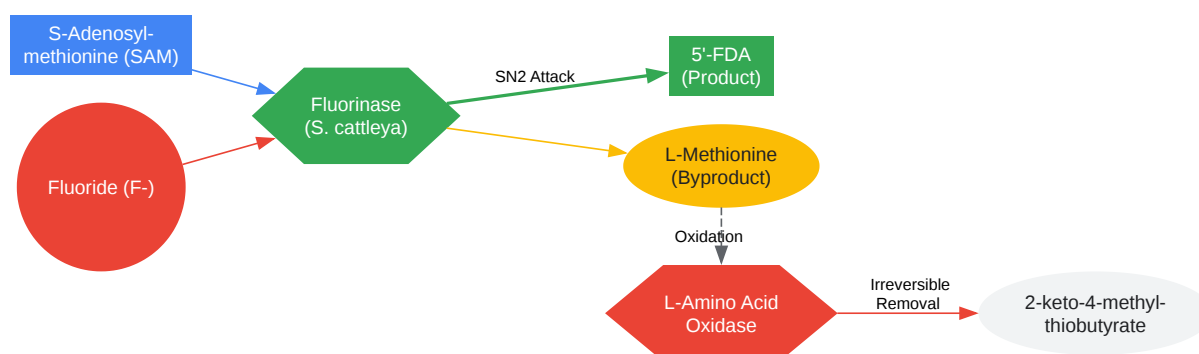 S-Adenosyl-
methionine (SAM)
Fluoride (F-)
Fluorinase
(S. cattleya)
SN2 Attack
5'-FDA
(Product)
L-Methionine
(Byproduct)
Oxidation
L-Amino Acid
Oxidase
Irreversible
Removal
2-keto-4-methyl-
thiobutyrate